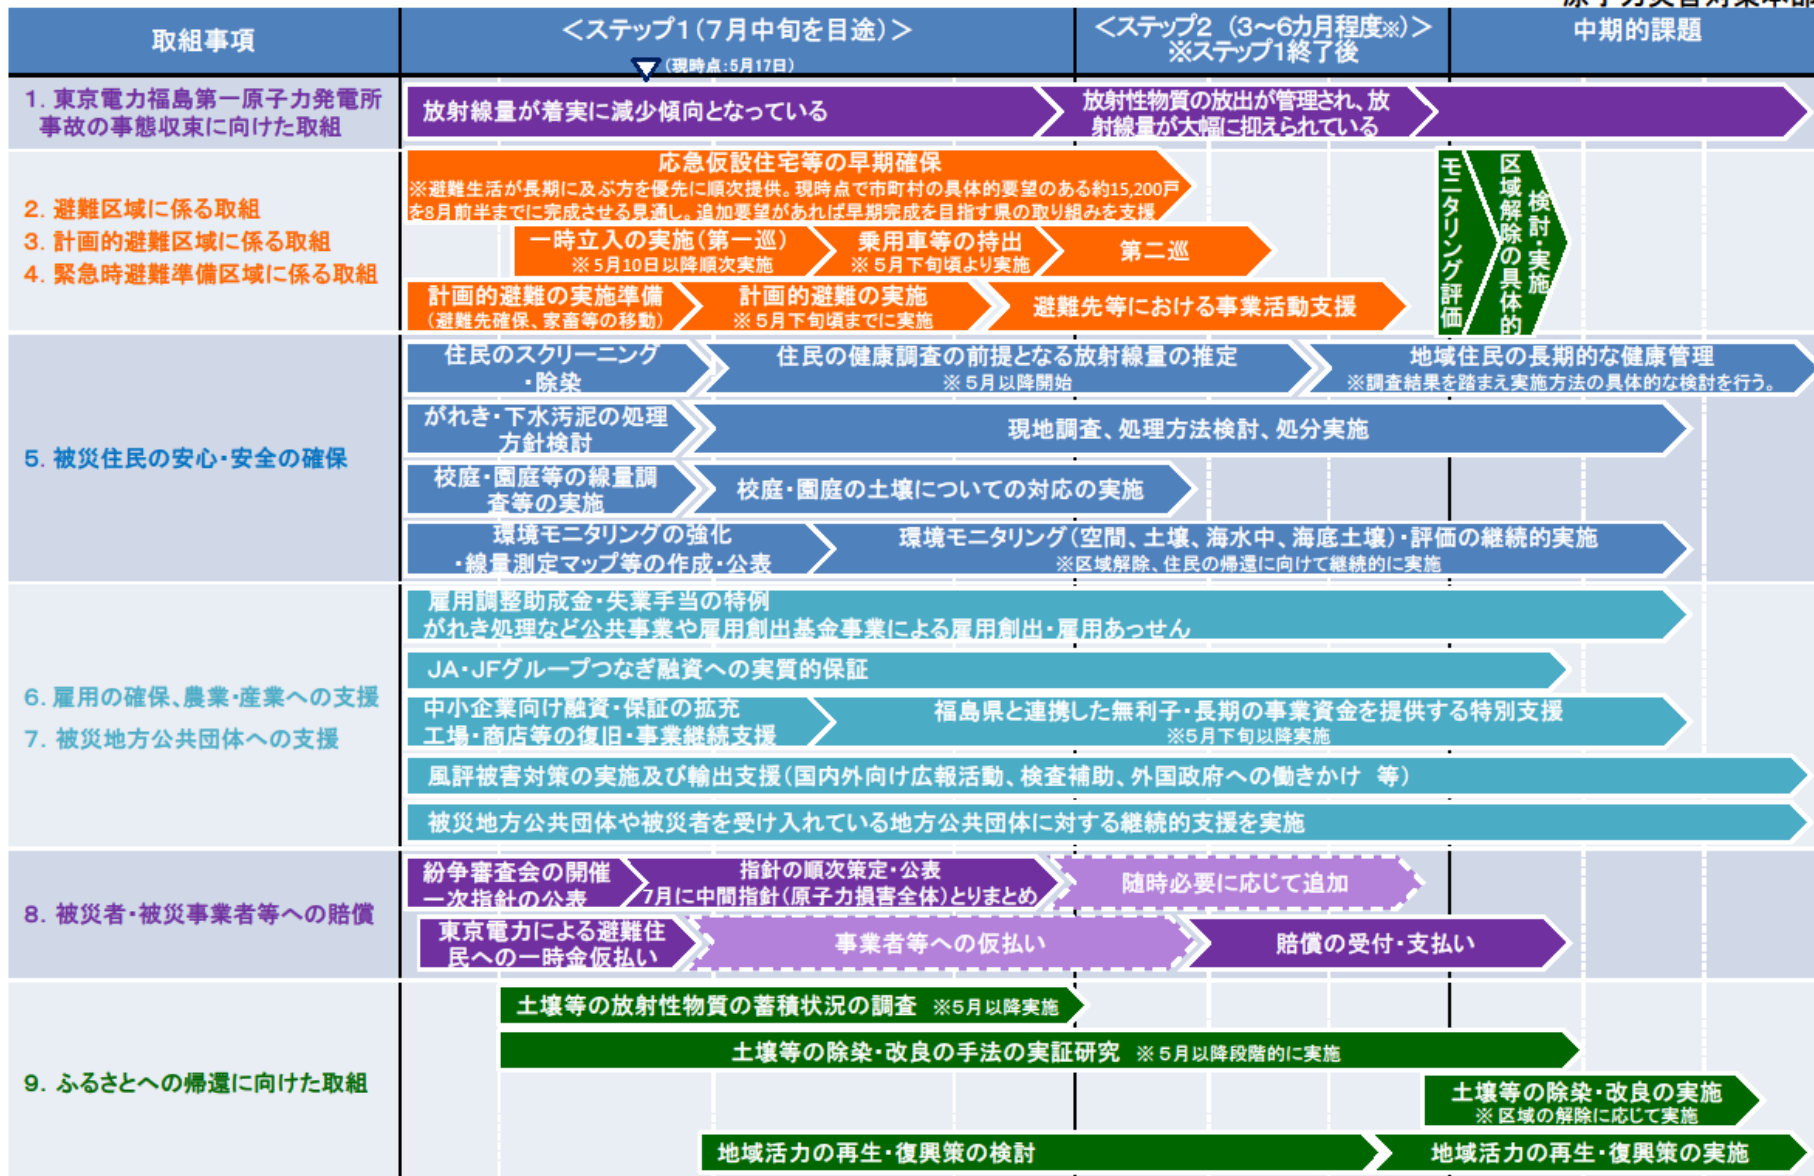 取組事項
＜ステップ1（7月中旬を目途）＞
（現時点：5月17日）
＜ステップ2（3～6カ月程度※）＞
※ステップ1終了後
中期的課題
1. 東京電力福島第一原子力発電所
事故の事態収束に向けた取組
放射線量が着実に減少傾向となっている
放射性物質の放出が管理され、放
射線量が大幅に抑えられている
2. 避難区域に係る取組
3. 計画的避難区域に係る取組
4. 緊急時避難準備区域に係る取組
応急仮設住宅等の早期確保
※避難生活が長期に及ぶ方を優先に順次提供。現時点で市町村の具体的要望のある約15,200戸
を8月前半までに完成させる見通し。追加要望があれば早期完成を目指す県の取り組みを支援
一時立入の実施（第一巡）
※5月10日以降順次実施
乗用車等の持出
※5月下旬頃より実施
第二巡
計画的避難の実施準備
（避難先確保、家畜等の移動）
計画的避難の実施
※5月下旬頃までに実施
避難先等における事業活動支援
モニタリング評価
区域解除の具体的
検討・実施
5. 被災住民の安心・安全の確保
住民のスクリーニング
・除染
住民の健康調査の前提となる放射線量の推定
※5月以降開始
地域住民の長期的な健康管理
※調査結果を踏まえ実施方法の具体的な検討を行う。
がれき・下水汚泥の処理
方針検討
現地調査、処理方法検討、処分実施
校庭・園庭等の線量調
査等の実施
校庭・園庭の土壌についての対応の実施
環境モニタリングの強化
・線量測定マップ等の作成・公表
環境モニタリング（空間、土壌、海水中、海底土壌）・評価の継続的実施
※区域解除、住民の帰還に向けて継続的に実施
6. 雇用の確保、農業・産業への支援
7. 被災地方公共団体への支援
雇用調整助成金・失業手当の特例
がれき処理など公共事業や雇用創出基金事業による雇用創出・雇用あっせん
JA・JFグループつなぎ融資への実質的保証
中小企業向け融資・保証の拡充
工場・商店等の復旧・事業継続支援
福島県と連携した無利子・長期の事業資金を提供する特別支援
※5月下旬以降実施
風評被害対策の実施及び輸出支援（国内外向け広報活動、検査補助、外国政府への働きかけ 等）
被災地方公共団体や被災者を受け入れている地方公共団体に対する継続的支援を実施
8. 被災者・被災事業者等への賠償
紛争審査会の開催
一次指針の公表
指針の順次策定・公表
7月に中間指針（原子力損害全体）とりまとめ
随時必要に応じて追加
東京電力による避難住
民への一時金仮払い
事業者等への仮払い
賠償の受付・支払い
9. ふるさとへの帰還に向けた取組
土壌等の放射性物質の蓄積状況の調査 ※5月以降実施
土壌等の除染・改良の手法の実証研究 ※5月以降段階的に実施
土壌等の除染・改良の実施
※区域の解除に応じて実施
地域活力の再生・復興策の検討
地域活力の再生・復興策の実施